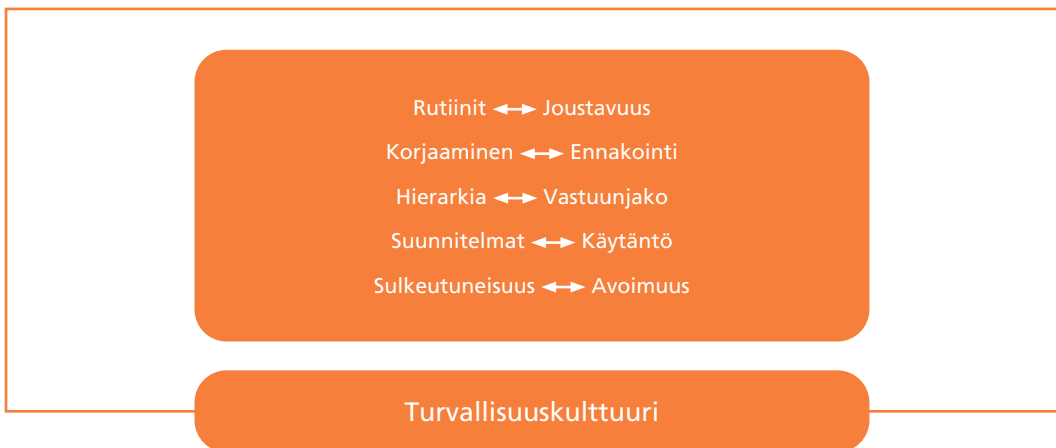 Rutiinit ↔ Joustavuus
Korjaaminen ↔ Ennakointi
Hierarkia ↔ Vastuunjako
Suunnitelmat ↔ Käytäntö
Sulkeutuneisuus ↔ Avoimuus
Turvallisuuskulttuuri